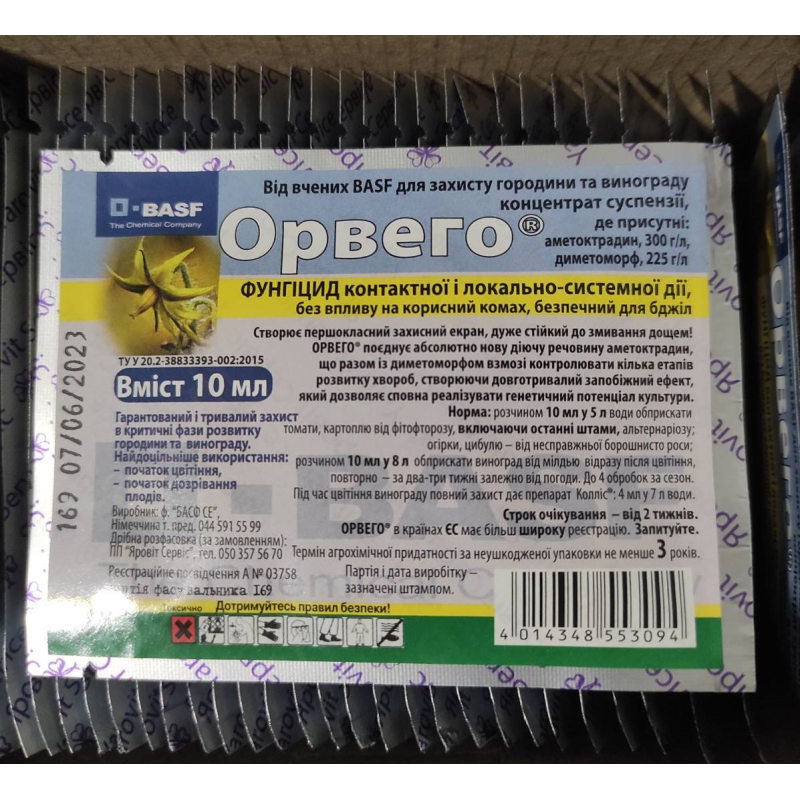 BASF
The Chemical Company
Від вчених BASF для захисту городини та винограду
концентрат суспензії,
де присутні:
аметоктрадин, 300 г/л,
диметоморф, 225 г/л
Орвего®
ФУНГІЦИД контактної і локально-системної дії,
без впливу на корисний комах, безпечний для бджіл
Створює першокласний захисний екран, дуже стійкий до змивання дощем!
ОРВЕГО® поєднує абсолютно нову діючу речовину аметоктрадин,
що разом із диметоморфом взмозі контролювати кілька етапів
розвитку хвороб, створюючи довготривалий запобіжний ефект,
який дозволяє сповна реалізувати генетичний потенціал культури.
ТУ У 20.2-38833393-002:2015
Вміст 10 мл
169 07/06/2023
Гарантований і тривалий захист
в критичні фази розвитку
городини та винограду.
Найдоцільніше використання:
– початок цвітіння,
– початок дозрівання
плодів.
Норма: розчином 10 мл у 5 л води обприскати
томати, картоплю від фітофторозу, включаючи останні штами, альтернаріозу;
огірки, цибулю – від несправжньої борошнисто роси;
розчином 10 мл у 8 л обприскати виноград від мілдью відразу після цвітіння,
повторно – за два-три тижні залежно від погоди. До 4 обробок за сезон.
Під час цвітіння винограду повний захист дає препарат Колліс®: 4 мл у 7 л води.
Строк очікування – від 2 тижнів.
ОРВЕГО® в країнах ЄС має більш широку реєстрацію. Запитуйте.
Виробник: ф. "БАСФ СЕ",
Німеччина т. пред. 044 591 55 99
Дрібна розфасовка (за замовленням):
ПП "Яровіт Сервіс", тел. 050 357 56 70
Термін агрохімічної придатності за неушкодженої упаковки не менше 3 років.
Реєстраційне посвідчення А № 03758
Партія фасувальника I69
Партія і дата виробітку –
зазначені штампом.
Токсично
Дотримуйтесь правил безпеки!
4 014348 553094